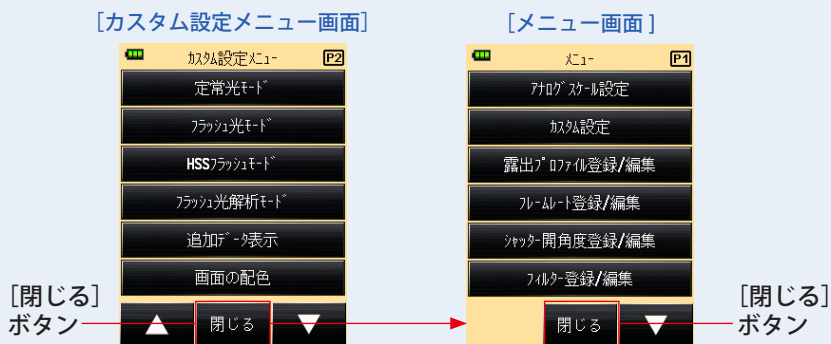 [カスタム設定メニュー画面]
カスタム設定メニュー
P2
定常光モード
フラッシュ光モード
HSSフラッシュモード
フラッシュ光解析モード
追加データ表示
画面の配色
閉じる
[閉じる]
ボタン
[メニュー画面]
メニュー
P1
アナログスケール設定
カスタム設定
露出プロファイル登録/編集
フレームレート登録/編集
シャッター開角度登録/編集
フィルター登録/編集
閉じる
[閉じる]
ボタン